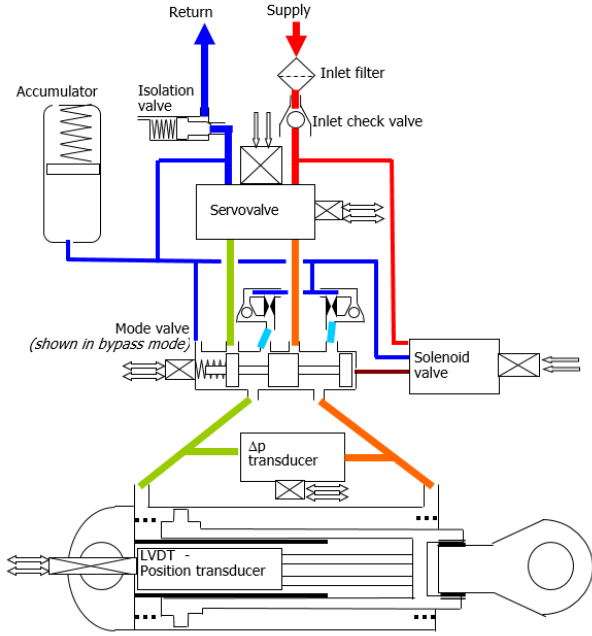 Return
Supply
Inlet filter
Accumulator
Isolation
valve
Inlet check valve
Servovalve
Mode valve
(shown in bypass mode)
Solenoid
valve
Δp
transducer
LVDT -
Position transducer